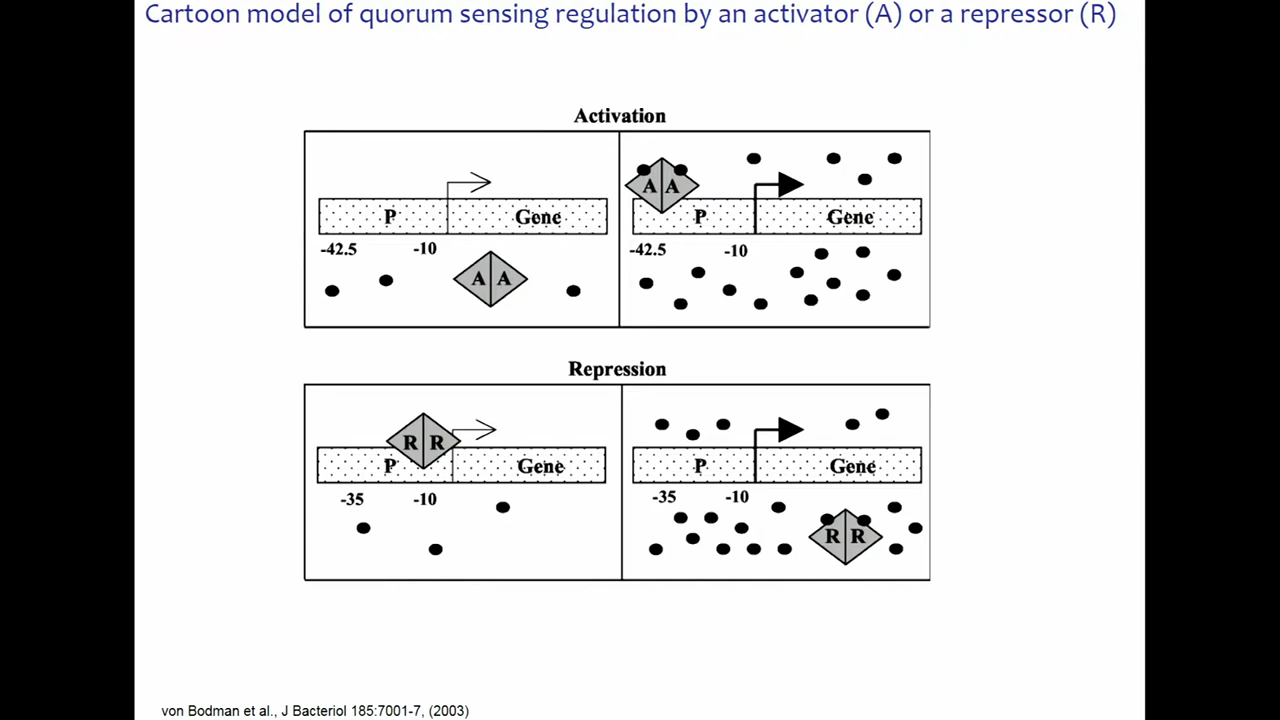 Cartoon model of quorum sensing regulation by an activator (A) or a repressor (R)
Activation
A A
P Gene P Gene
-42.5 -10 -42.5 -10
A A
Repression
R R
P Gene P Gene
-35 -10 -35 -10
R R
von Bodman et al., J Bacteriol 185:7001-7, (2003)